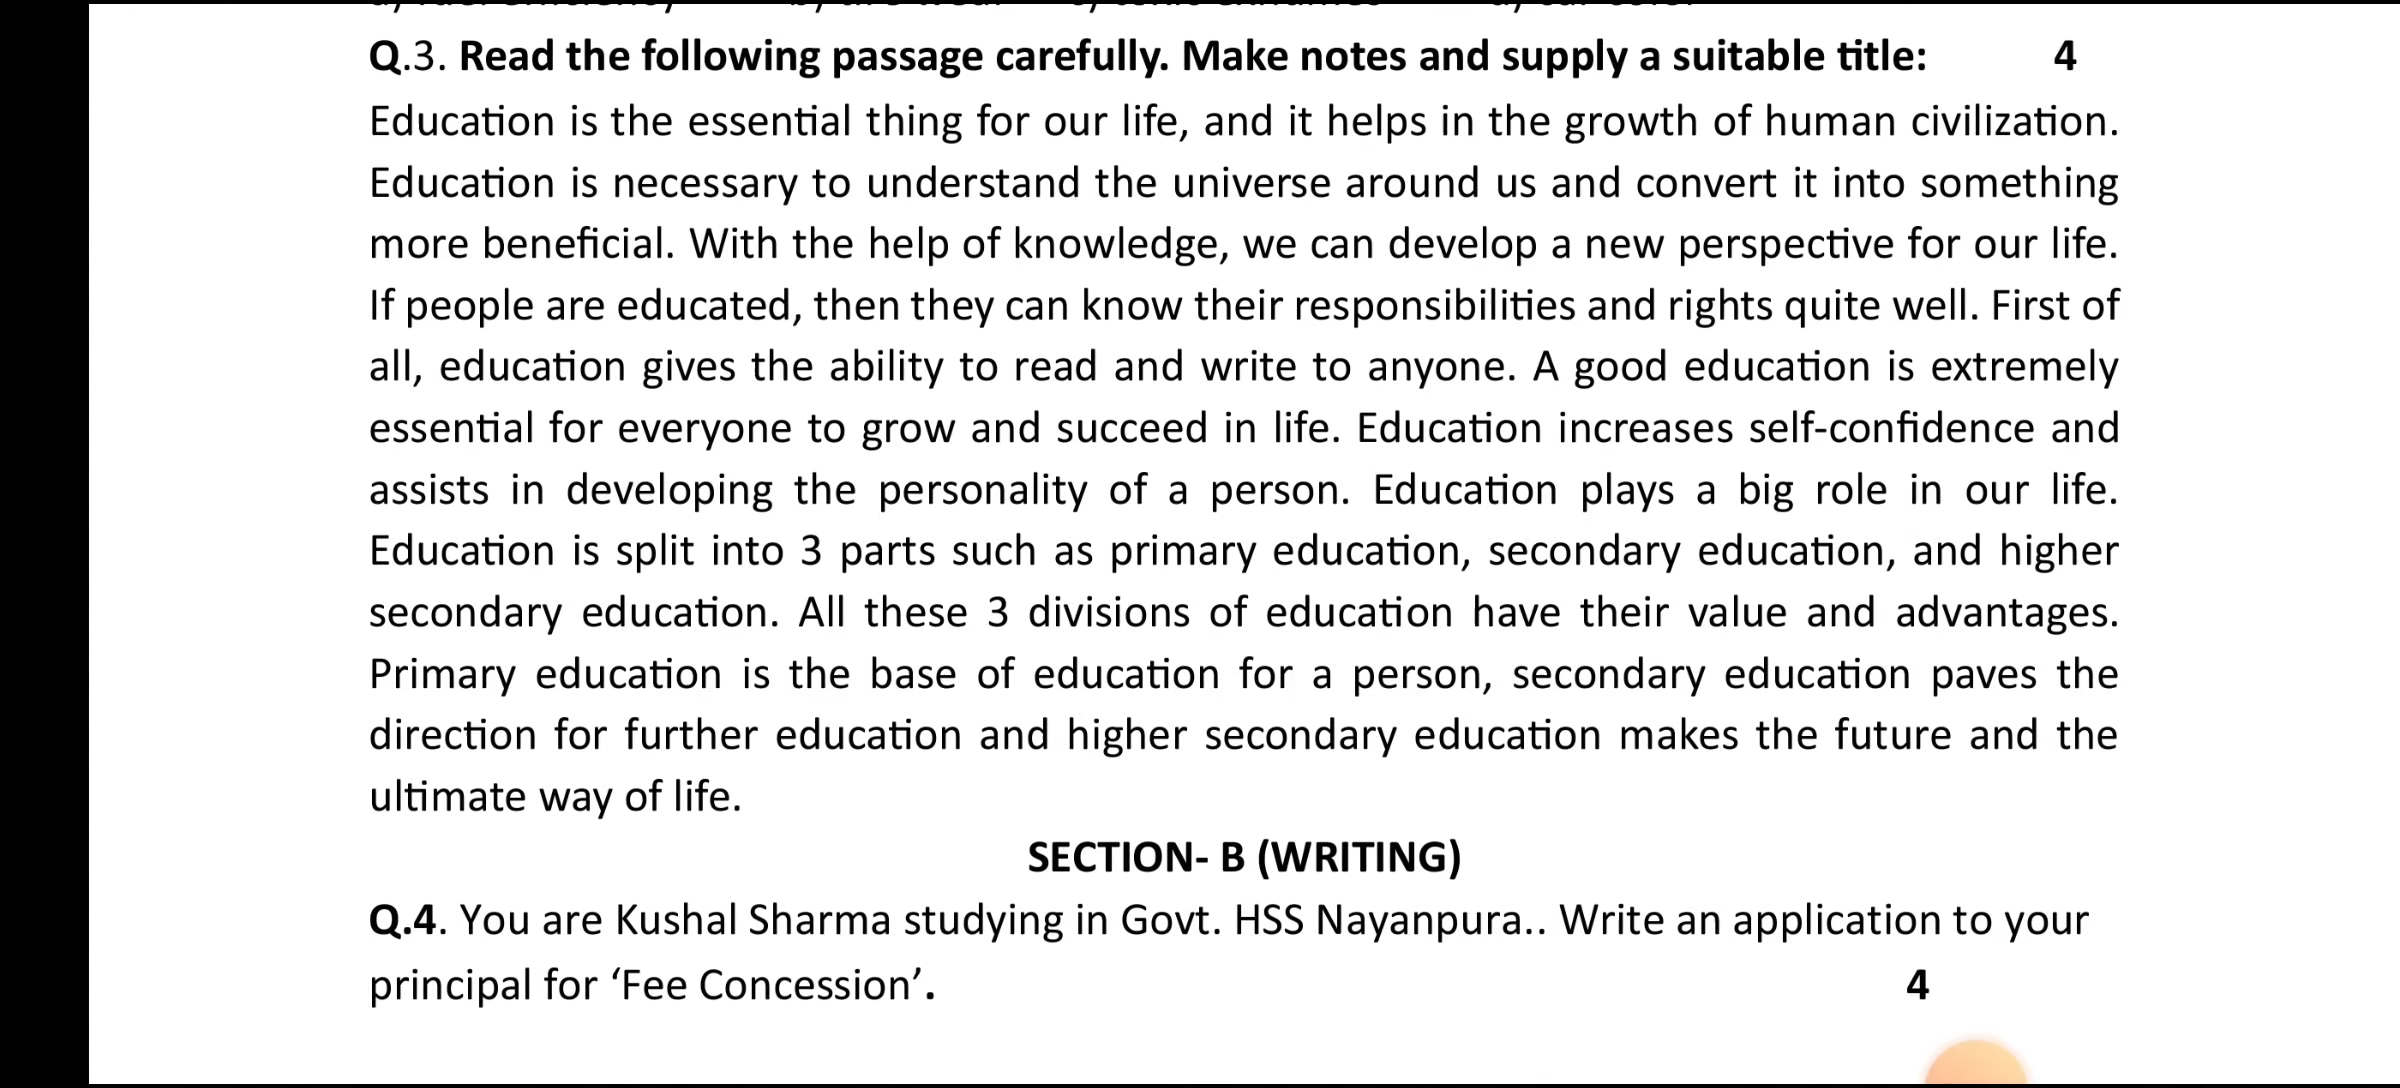 Q.3. Read the following passage carefully. Make notes and supply a suitable title: 4
Education is the essential thing for our life, and it helps in the growth of human civilization.
Education is necessary to understand the universe around us and convert it into something
more beneficial. With the help of knowledge, we can develop a new perspective for our life.
If people are educated, then they can know their responsibilities and rights quite well. First of
all, education gives the ability to read and write to anyone. A good education is extremely
essential for everyone to grow and succeed in life. Education increases self-confidence and
assists in developing the personality of a person. Education plays a big role in our life.
Education is split into 3 parts such as primary education, secondary education, and higher
secondary education. All these 3 divisions of education have their value and advantages.
Primary education is the base of education for a person, secondary education paves the
direction for further education and higher secondary education makes the future and the
ultimate way of life.
SECTION- B (WRITING)
Q.4. You are Kushal Sharma studying in Govt. HSS Nayanpura.. Write an application to your
principal for ‘Fee Concession’. 4